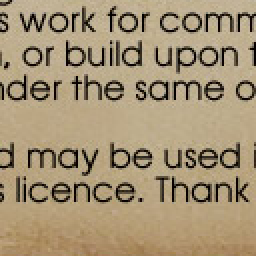 s work for comm
, or build upon t
nder the same o
d may be used i
s licence. Thank